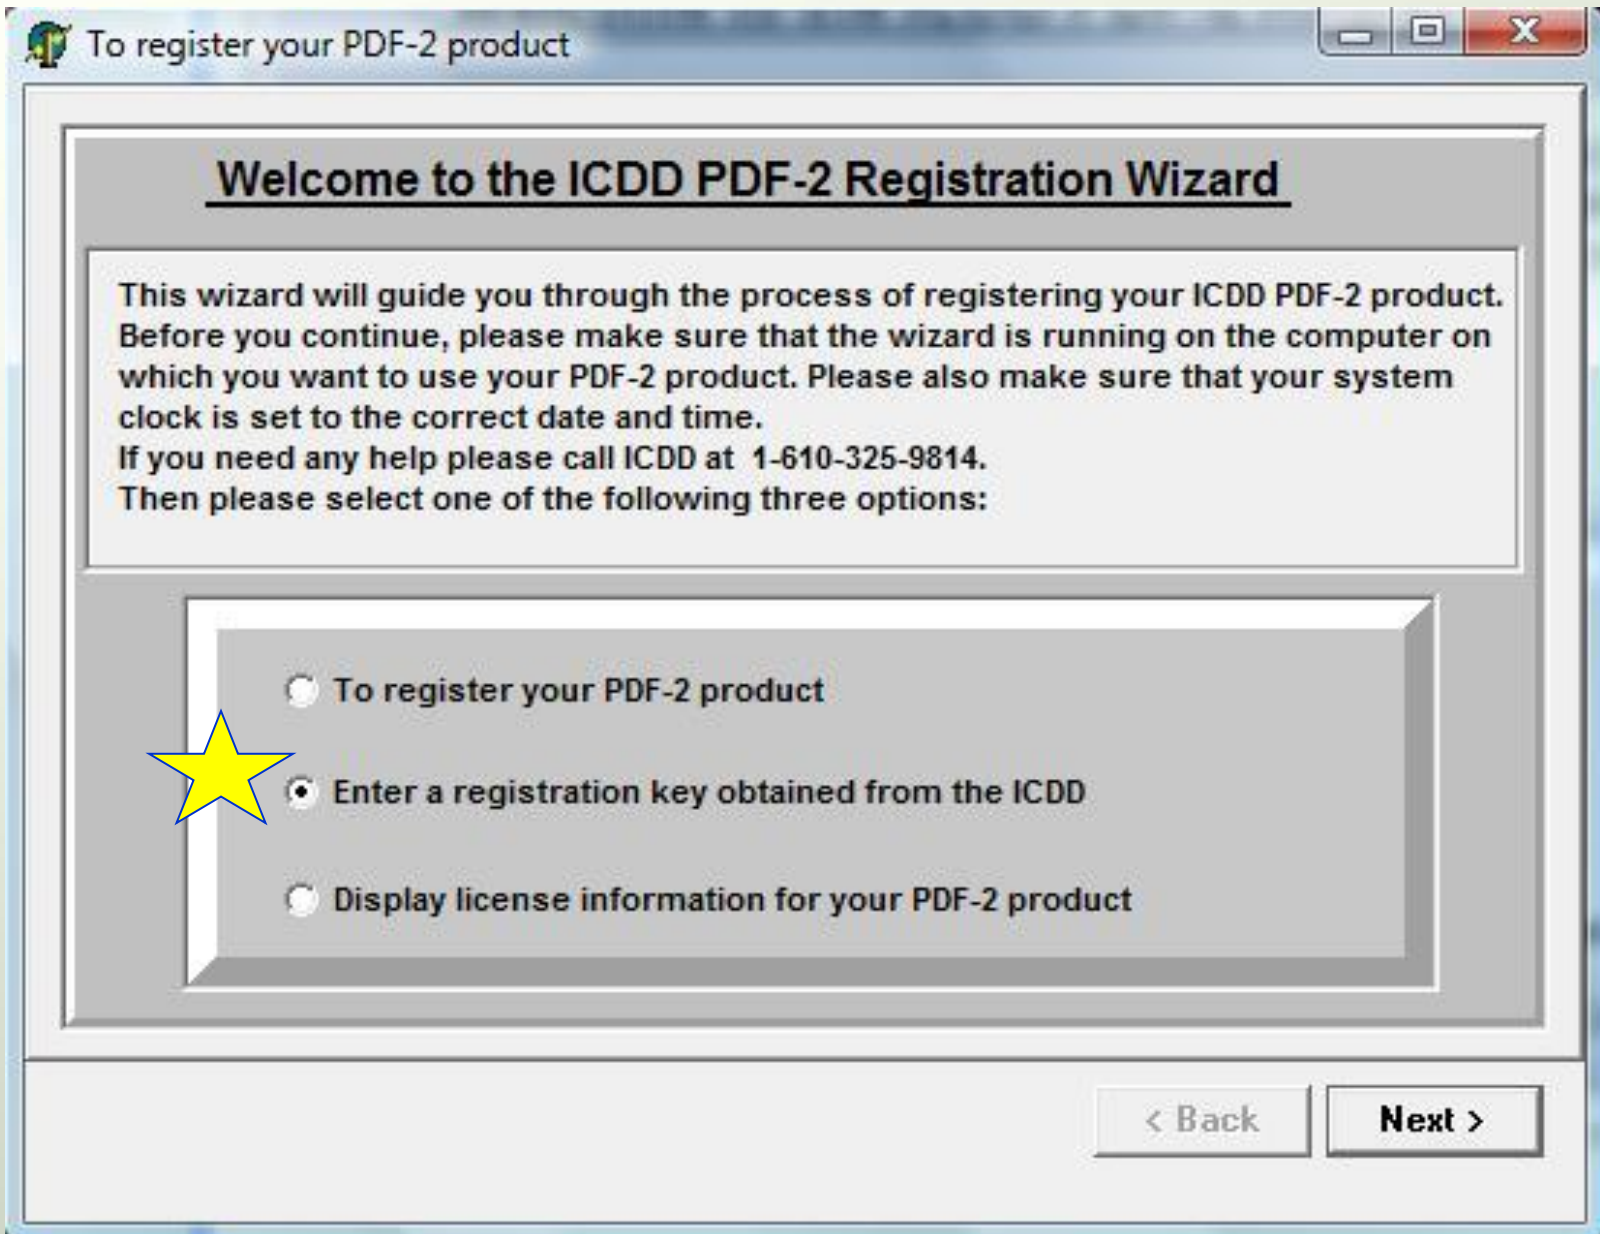 To register your PDF-2 product
Welcome to the ICDD PDF-2 Registration Wizard
This wizard will guide you through the process of registering your ICDD PDF-2 product.
Before you continue, please make sure that the wizard is running on the computer on
which you want to use your PDF-2 product. Please also make sure that your system
clock is set to the correct date and time.
If you need any help please call ICDD at  1-610-325-9814.
Then please select one of the following three options:
To register your PDF-2 product
Enter a registration key obtained from the ICDD
Display license information for your PDF-2 product
< Back
Next >